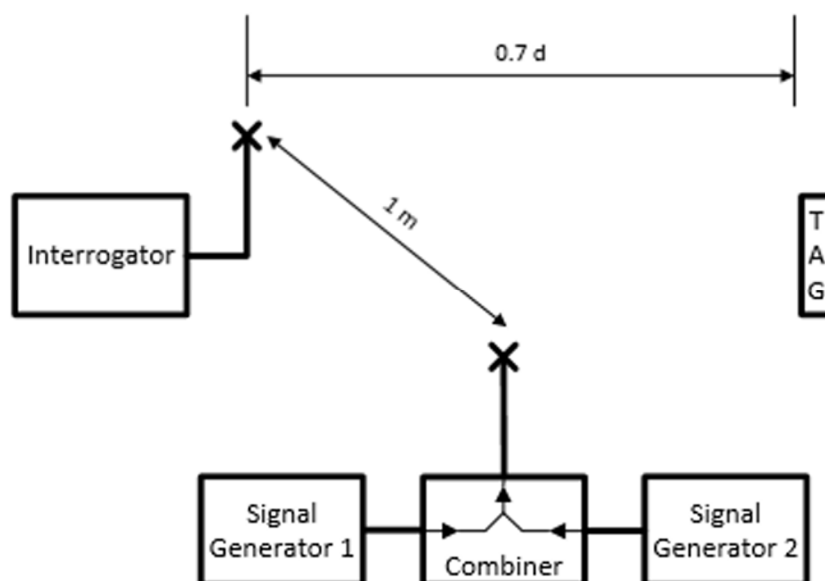 0.7 d
1 m
Interrogator
T
A
G
Signal
Generator 1
Combiner
Signal
Generator 2